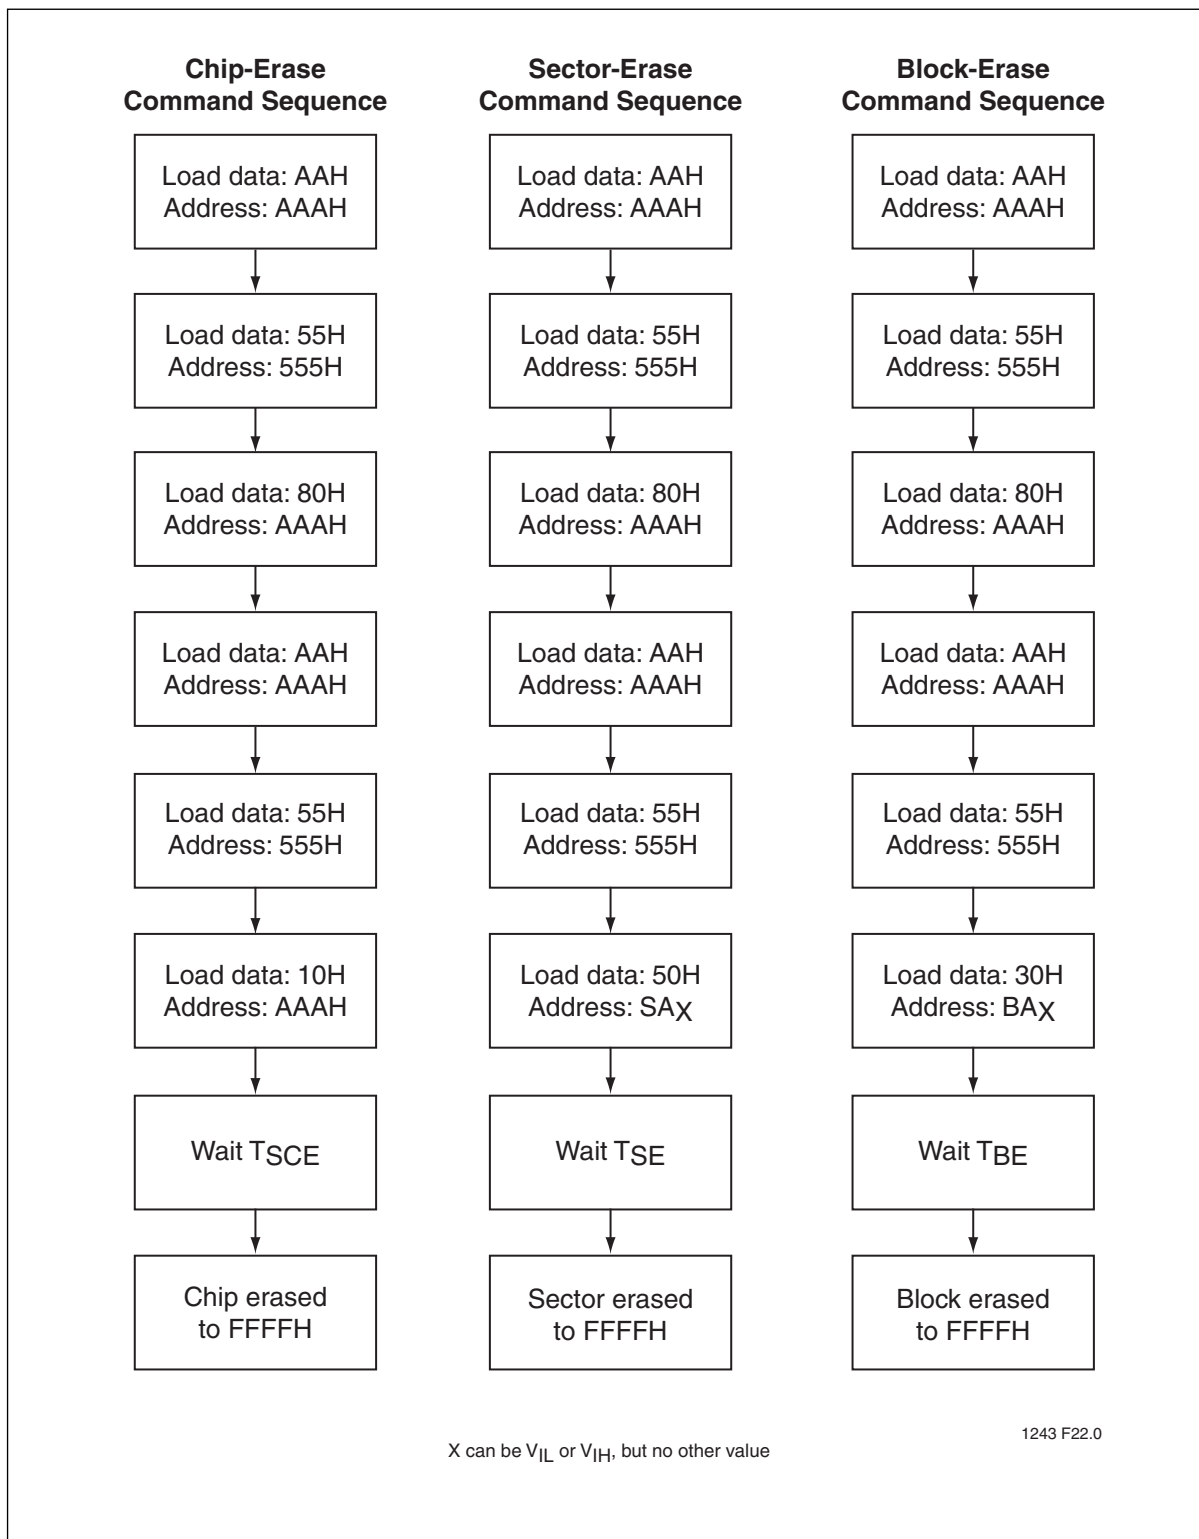 Chip-Erase
Command Sequence
Load data: AAH
Address: AAAH
Load data: 55H
Address: 555H
Load data: 80H
Address: AAAH
Load data: AAH
Address: AAAH
Load data: 55H
Address: 555H
Load data: 10H
Address: AAAH
Wait TSCE
Chip erased
to FFFFH
Sector-Erase
Command Sequence
Load data: AAH
Address: AAAH
Load data: 55H
Address: 555H
Load data: 80H
Address: AAAH
Load data: AAH
Address: AAAH
Load data: 55H
Address: 555H
Load data: 50H
Address: SAX
Wait TSE
Sector erased
to FFFFH
Block-Erase
Command Sequence
Load data: AAH
Address: AAAH
Load data: 55H
Address: 555H
Load data: 80H
Address: AAAH
Load data: AAH
Address: AAAH
Load data: 55H
Address: 555H
Load data: 30H
Address: BAX
Wait TBE
Block erased
to FFFFH
1243 F22.0
X can be VIL or VIH, but no other value